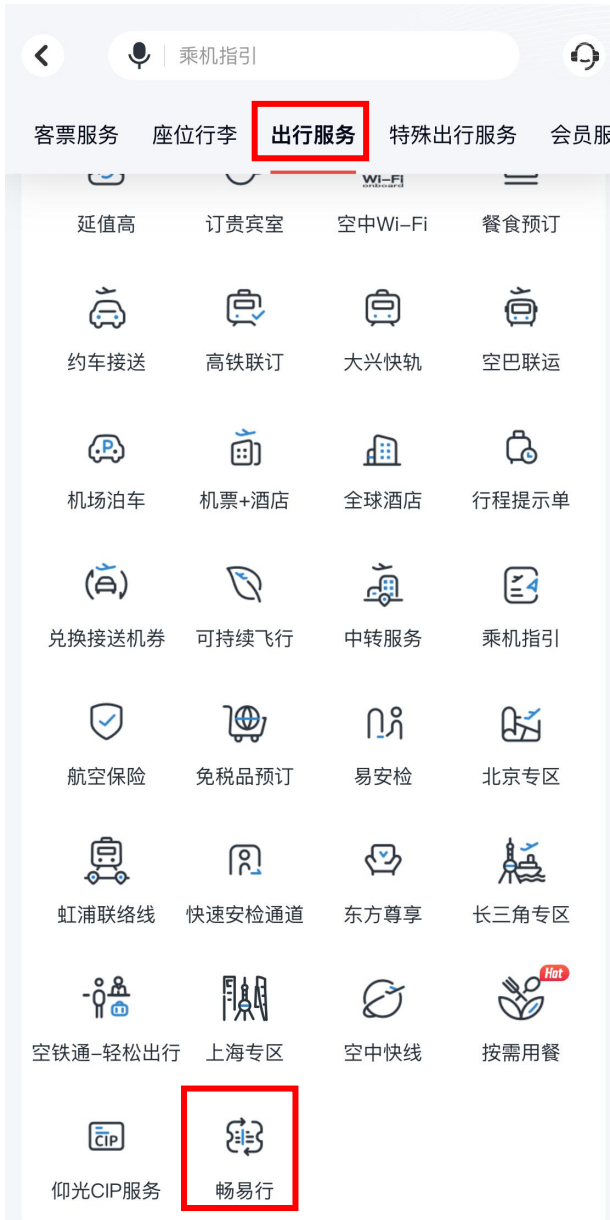 乘机指引
客票服务 座位行李 出行服务 特殊出行服务 会员服
Wi-Fi
onboard
延值高 订贵宾室 空中Wi-Fi 餐食预订
约车接送 高铁联订 大兴快轨 空巴联运
P
机场泊车 机票+酒店 全球酒店 行程提示单
兑换接送机券 可持续飞行 中转服务 乘机指引
航空保险 免税品预订 易安检 北京专区
虹浦联络线 快速安检通道 东方尊享 长三角专区
Hot
空铁通-轻松出行 上海专区 空中快线 按需用餐
CIP
仰光CIP服务 畅易行